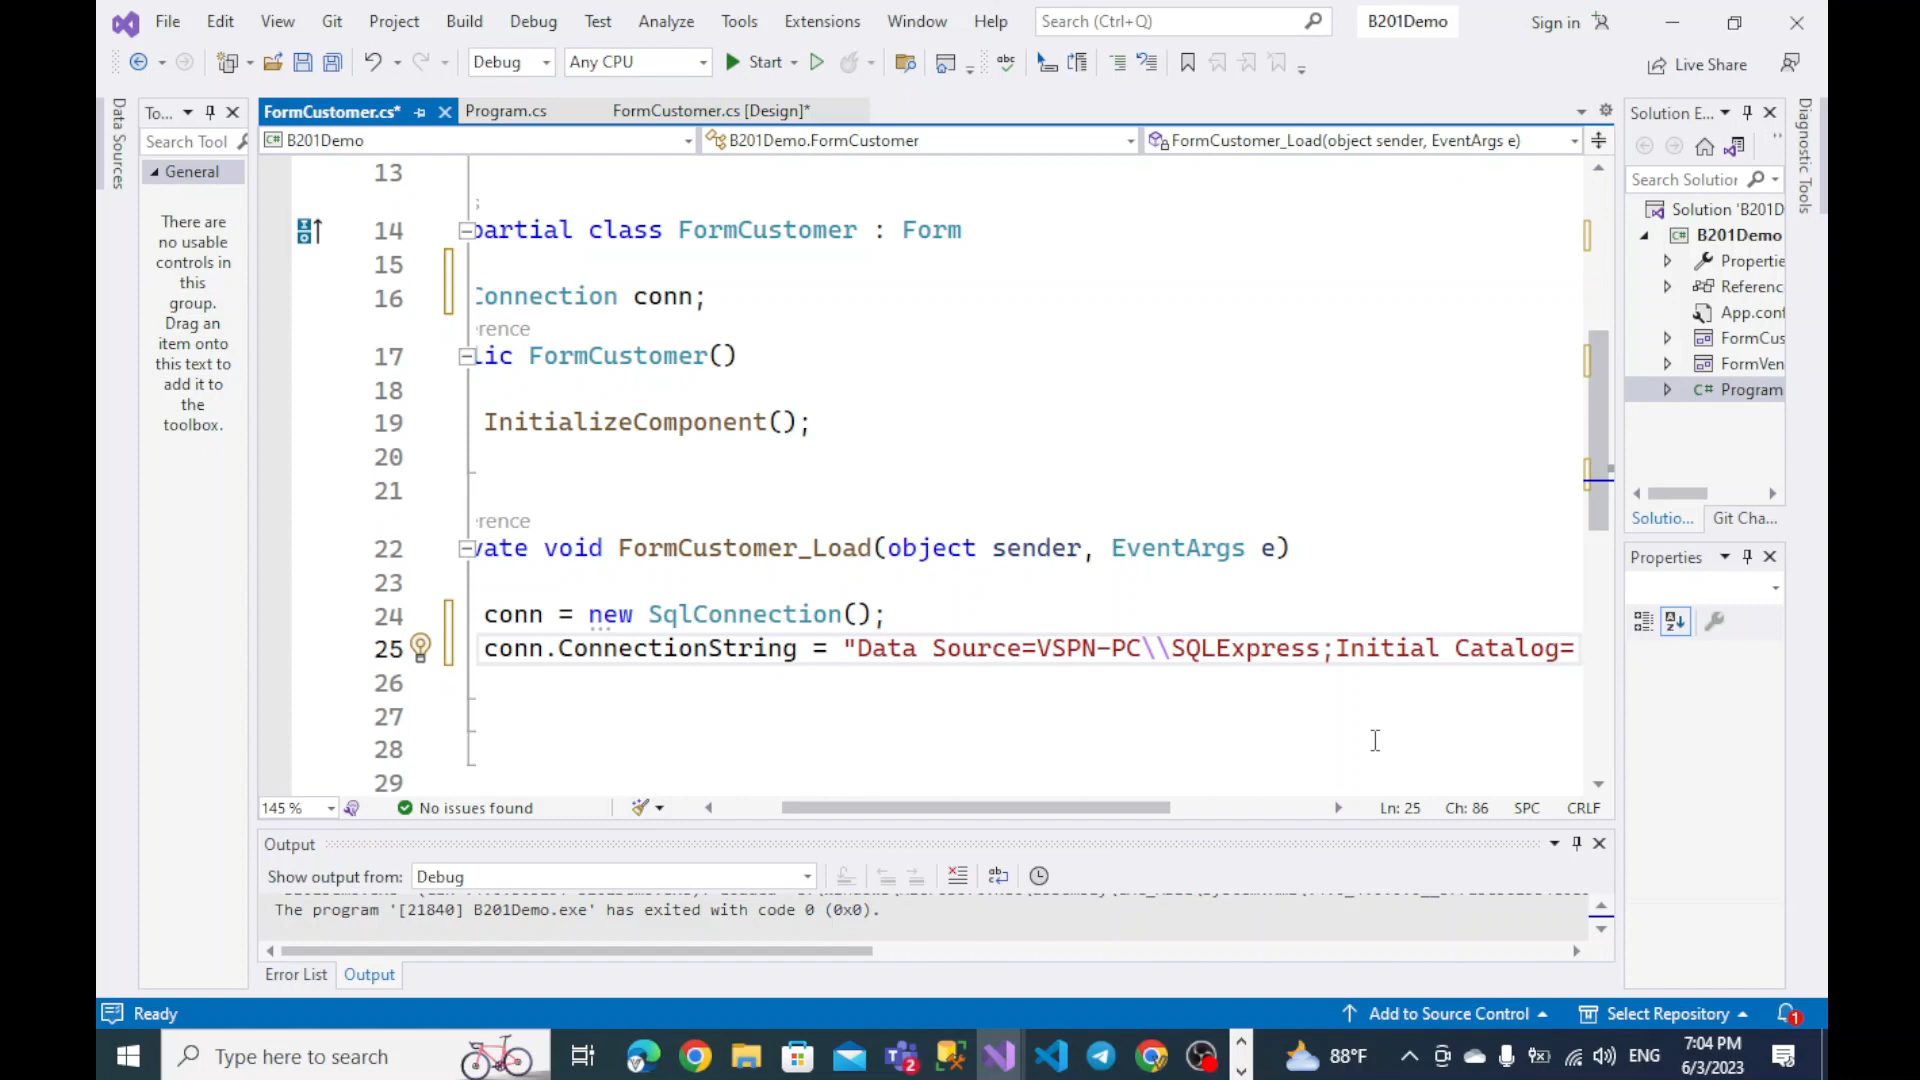 File Edit View Git Project Build Debug Test Analyze Tools Extensions Window Help Search (Ctrl+Q) B201Demo Sign in
Debug Any CPU Start Live Share
Data Sources
To...
Search Tool
General
There are
no usable
controls in
this
group.
Drag an
item onto
this text to
add it to
the
toolbox.
FormCustomer.cs* Program.cs FormCustomer.cs [Design]*
B201Demo B201Demo.FormCustomer FormCustomer_Load(object sender, EventArgs e)
13
14 partial class FormCustomer : Form
15
16 Connection conn;
erence
17 lic FormCustomer()
18
19 InitializeComponent();
20
21
erence
22 vate void FormCustomer_Load(object sender, EventArgs e)
23
24 conn = new SqlConnection();
25 conn.ConnectionString = "Data Source=VSPN-PC\\SQLExpress;Initial Catalog=
26
27
28
29
145 % No issues found Ln: 25 Ch: 86 SPC CRLF
Output
Show output from: Debug
The program '[21840] B201Demo.exe' has exited with code 0 (0x0).
Error List Output
Solution E...
Search Solution
Solution 'B201D
B201Demo
Propertie
Referenc
App.conf
FormCus
FormVen
C# Program
Solutio... Git Cha...
Properties
Diagnostic Tools
Ready Add to Source Control Select Repository 1
Type here to search 2 88°F ENG 7:04 PM
6/3/2023